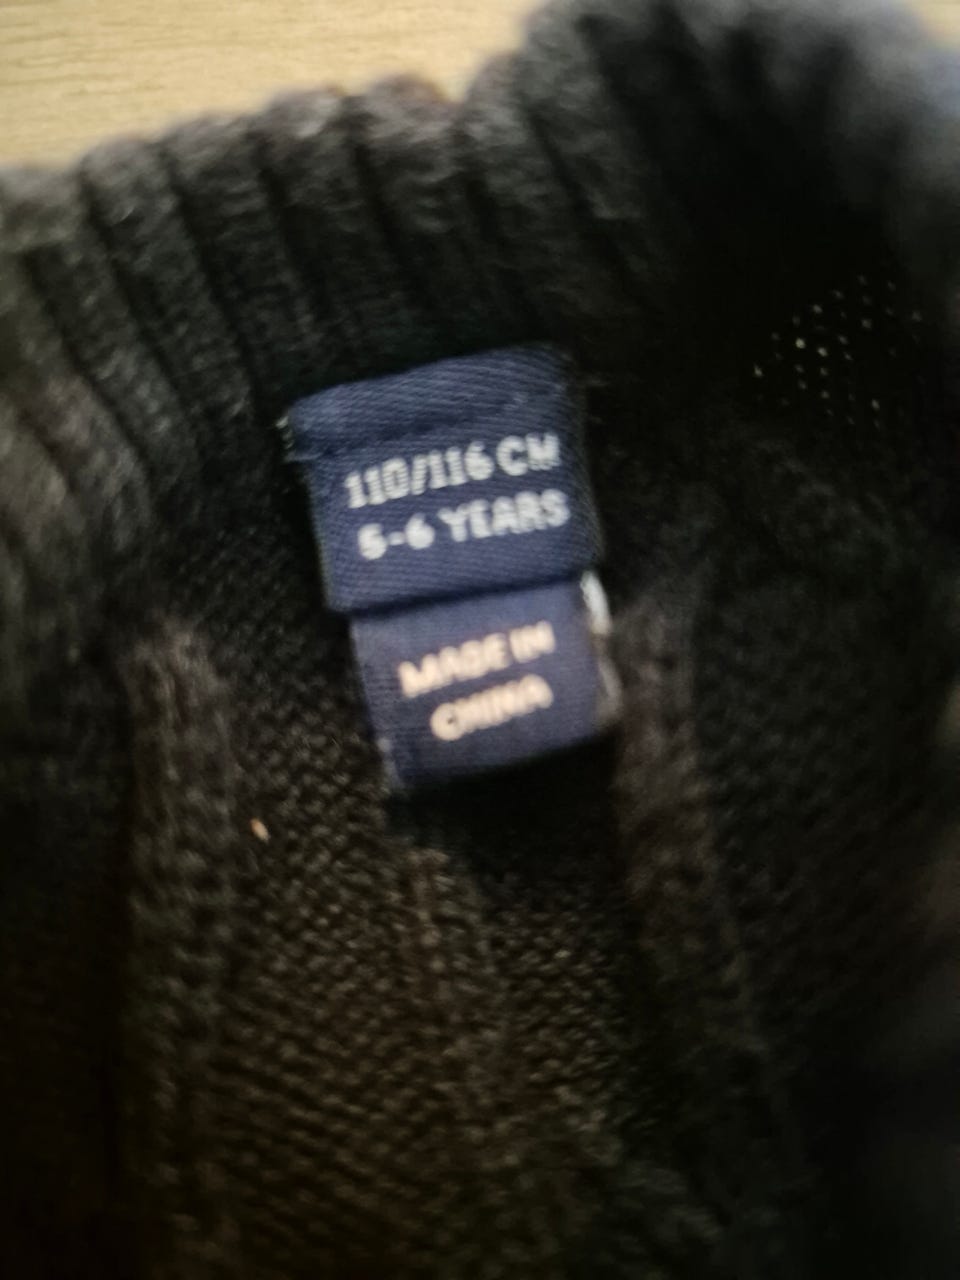 110/116 CM
5-6 YEARS
MADE IN
CHINA